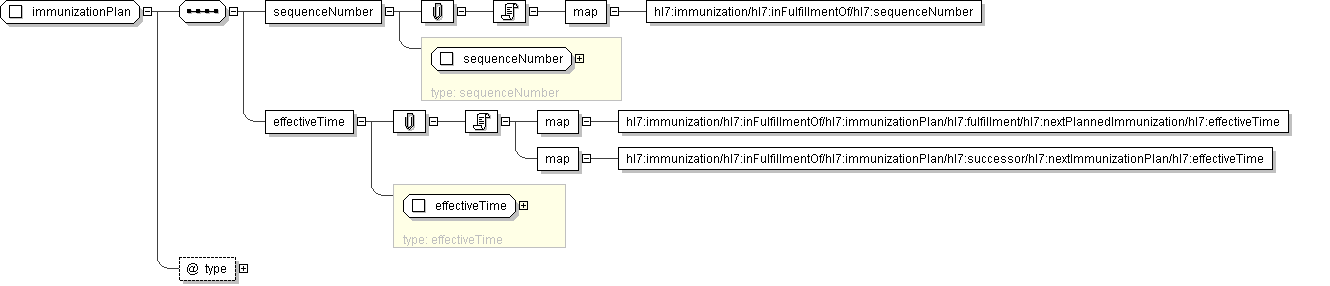 immunizationPlan
sequenceNumber
map
hl7:immunization/hl7:inFulfillmentOf/hl7:sequenceNumber
sequenceNumber
type: sequenceNumber
effectiveTime
map
hl7:immunization/hl7:inFulfillmentOf/hl7:immunizationPlan/hl7:fulfillment/hl7:nextPlannedImmunization/hl7:effectiveTime
map
hl7:immunization/hl7:inFulfillmentOf/hl7:immunizationPlan/hl7:successor/hl7:nextImmunizationPlan/hl7:effectiveTime
effectiveTime
type: effectiveTime
@ type